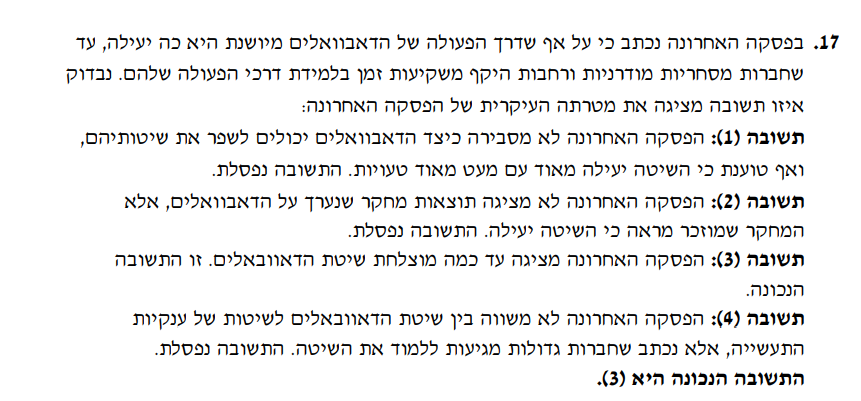 17. בפסקה האחרונה נכתב כי על אף שדרך הפעולה של הדאבוואלים מיושנת היא כה יעילה, עד
שחברות מסחריות מודרניות ורחבות היקף משקיעות זמן בלמידת דרכי הפעולה שלהם. נבדוק
איזו תשובה מציגה את מטרתה העיקרית של הפסקה האחרונה:
תשובה (1): הפסקה האחרונה לא מסבירה כיצד הדאבוואלים יכולים לשפר את שיטותיהם,
ואף טוענת כי השיטה יעילה מאוד עם מעט מאוד טעויות. התשובה נפסלת.
תשובה (2): הפסקה האחרונה לא מציגה תוצאות מחקר שנערך על הדאבוואלים, אלא
המחקר שמוזכר מראה כי השיטה יעילה. התשובה נפסלת.
תשובה (3): הפסקה האחרונה מציגה עד כמה מוצלחת שיטת הדאוובאלים. זו התשובה
הנכונה.
תשובה (4): הפסקה האחרונה לא משווה בין שיטת הדאוובאלים לשיטות של ענקיות
התעשייה, אלא נכתב שחברות גדולות מגיעות ללמוד את השיטה. התשובה נפסלת.
התשובה הנכונה היא (3).